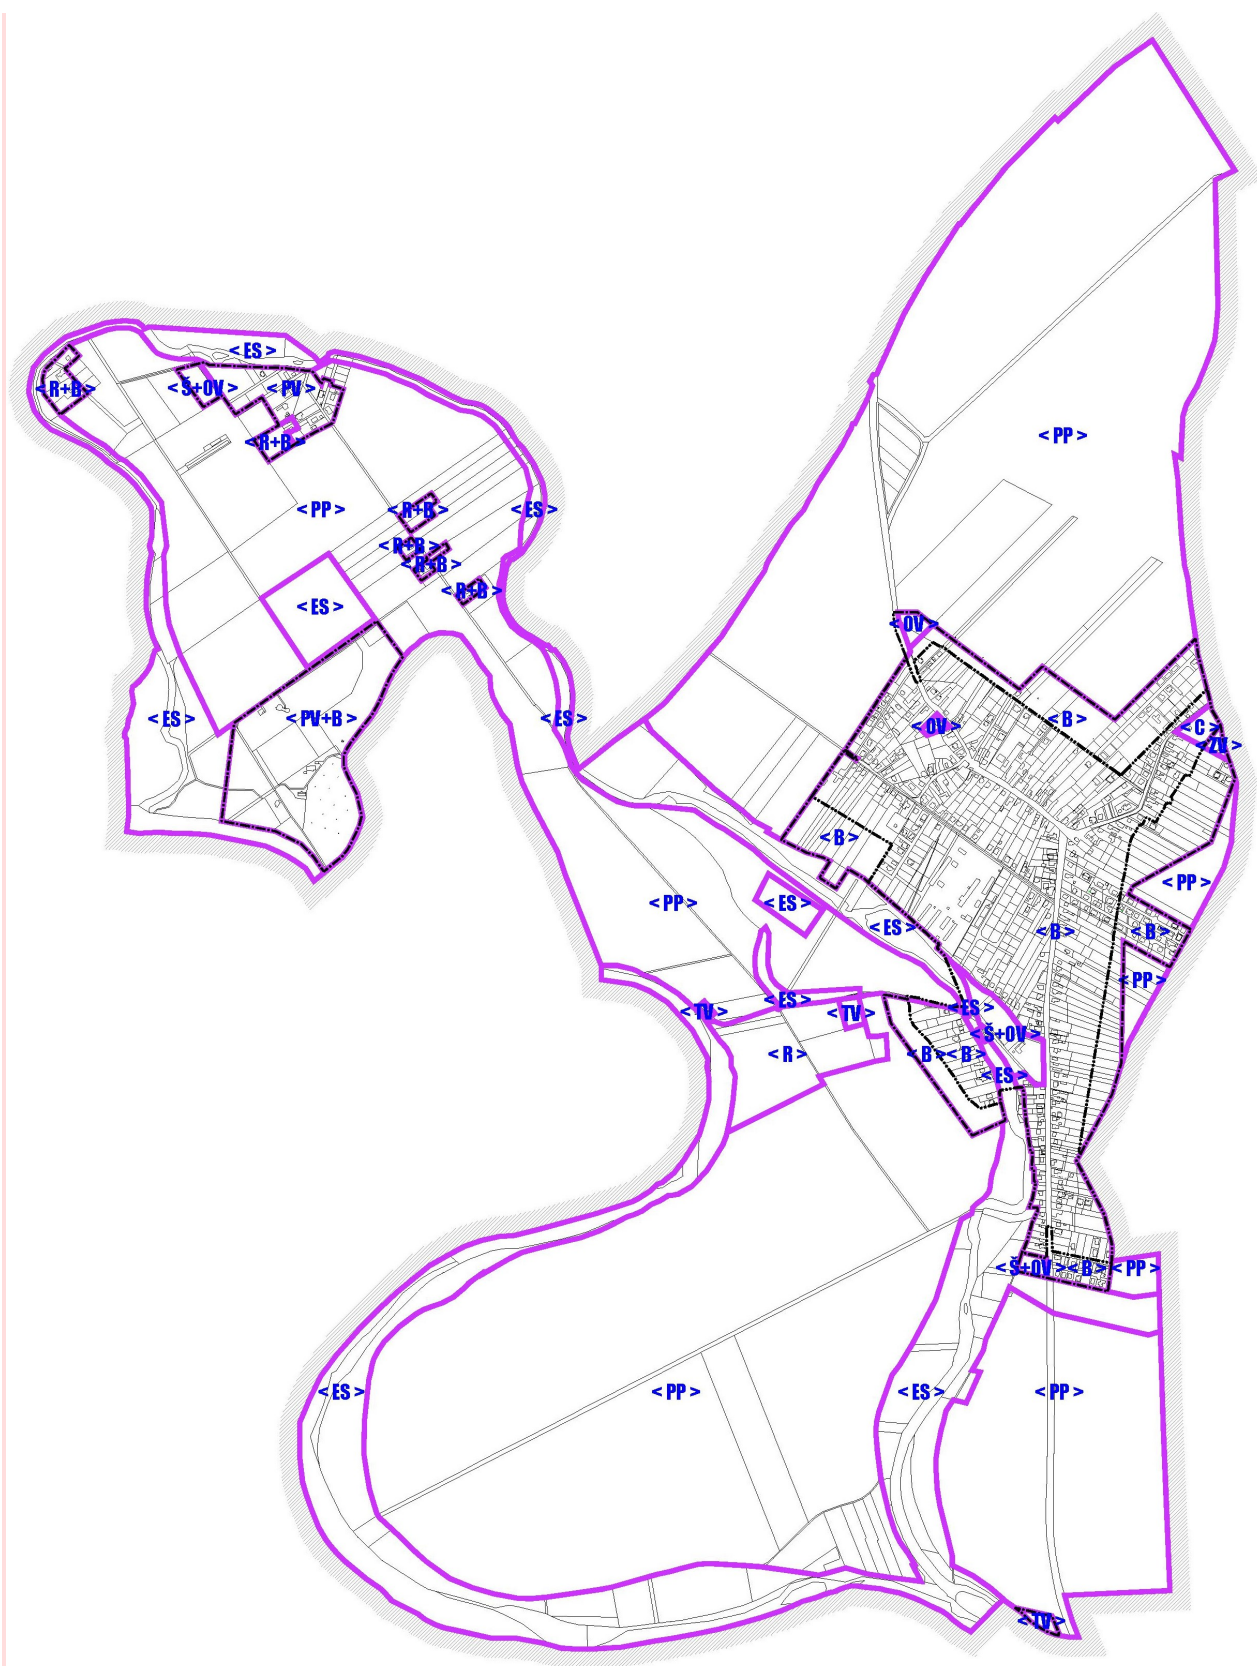 < ES >
< R+B >
< Š+OV >
< PV >
< PP >
< R+B >
< PP >
< R+B >
< ES >
< R+B >
< R+B >
< R+B >
< ES >
< OV >
< ES >
< PV+B >
< ES >
< OV >
< B >
< C >
< ZV >
< B >
< PP >
< PP >
< ES >
< ES >
< B >
< B >
< PP >
< ES >
< TV >
< TV >
< ES >
< Š+OV >
< R >
< B >
< B >
< ES >
< Š+OV >
< B >
< PP >
< ES >
< PP >
< ES >
< PP >
< TV >